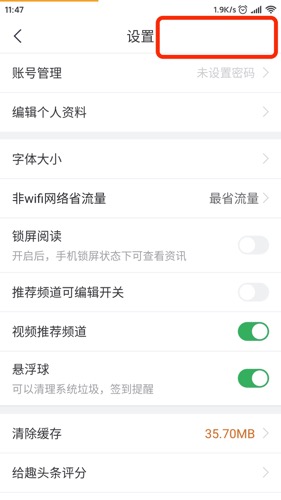 11:47
1.9K/s
设置
账号管理
未设置密码
编辑个人资料
字体大小
非wifi网络省流量
最省流量
锁屏阅读
开启后，手机锁屏状态下可查看资讯
推荐频道可编辑开关
视频推荐频道
悬浮球
可以清理系统垃圾，签到提醒
清除缓存
35.70MB
给趣头条评分